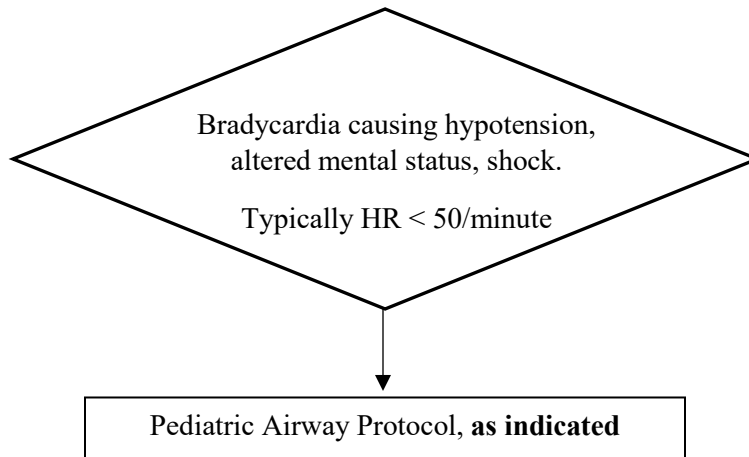 Bradycardia causing hypotension,
altered mental status, shock.
Typically HR < 50/minute
Pediatric Airway Protocol, as indicated